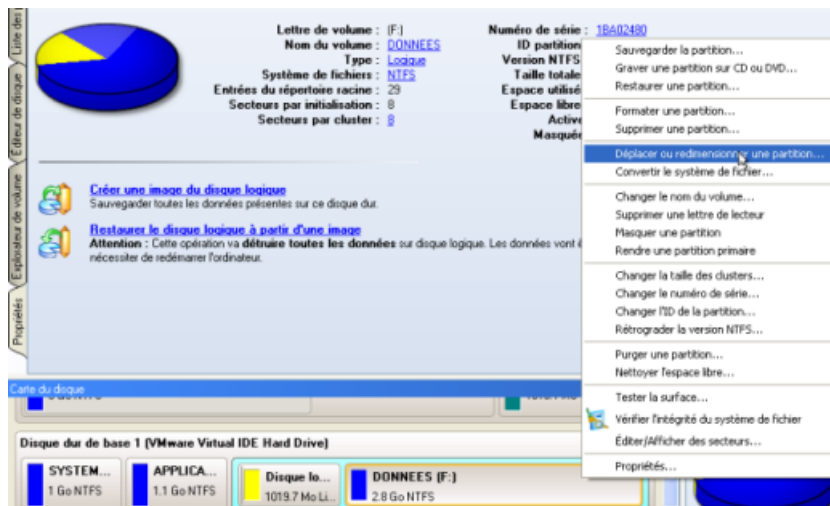 Liste des
Éditeur de disque
Explorateur de volume
Propriétés
Lettre de volume : (F:)
Nom du volume : DONNEES
Type : Logique
Système de fichiers : NTFS
Entrées du répertoire racine : 29
Secteurs par initialisation : 8
Secteurs par cluster : 8
Numéro de série : 1BA02480
ID partition
Version NTFS
Taille totale
Espace utilisé
Espace libre
Active
Masquée
Créer une image du disque logique
Sauvegarder toutes les données présentes sur ce disque dur.
Restaurer le disque logique à partir d'une image
Attention : Cette opération va détruire toutes les données sur disque logique. Les données vont
nécessiter de redémarrer l'ordinateur.
Sauvegarder la partition...
Graver une partition sur CD ou DVD...
Restaurer une partition...
Formater une partition...
Supprimer une partition...
Déplacer ou redimensionner une partition...
Convertir le système de fichier...
Changer le nom du volume...
Supprimer une lettre de lecteur
Masquer une partition
Rendre une partition primaire
Changer la taille des clusters...
Changer le numéro de série...
Changer l'ID de la partition...
Rétrograder la version NTFS...
Purger une partition...
Nettoyer l'espace libre...
Tester la surface...
Vérifier l'intégrité du système de fichier
Éditer/Afficher des secteurs...
Propriétés...
Carte du disque
Disque dur de base 1 (VMware Virtual IDE Hard Drive)
SYSTEM...
1 Go NTFS
APPLICA...
1.1 Go NTFS
Disque lo...
1019.7 Mo Li...
DONNEES (F:)
2.8 Go NTFS